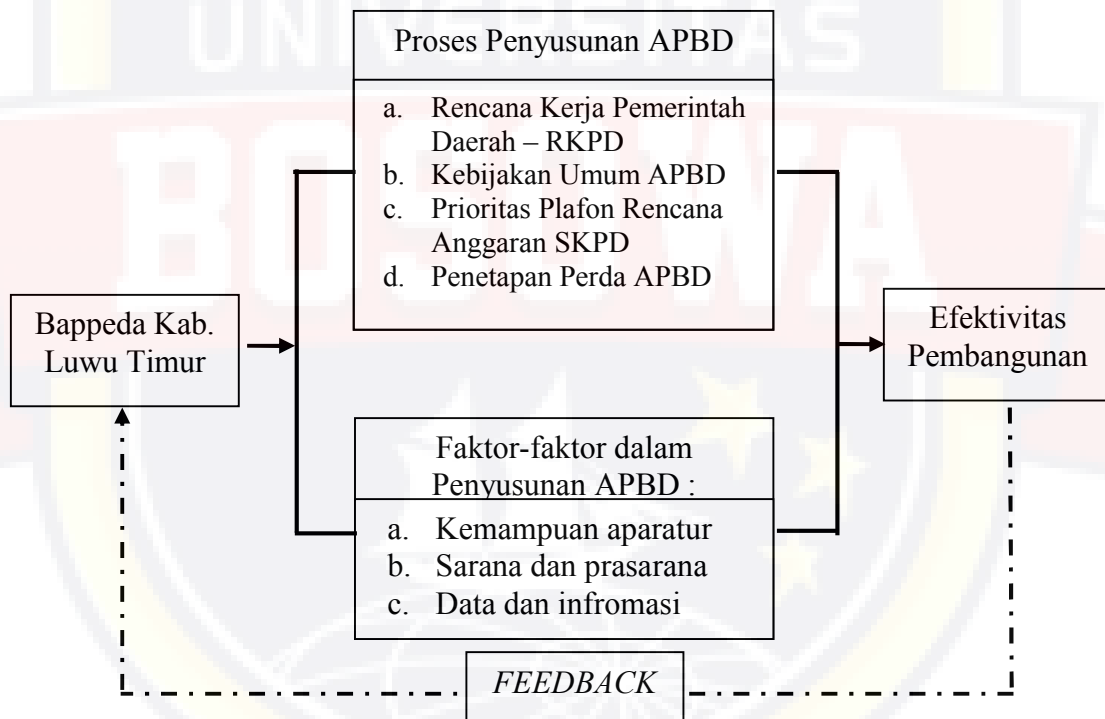 UNIVERSITAS
BOSOWA
Proses Penyusunan APBD
a. Rencana Kerja Pemerintah
Daerah – RKPD
b. Kebijakan Umum APBD
c. Prioritas Plafon Rencana
Anggaran SKPD
d. Penetapan Perda APBD
Bappeda Kab.
Luwu Timur
Efektivitas
Pembangunan
Faktor-faktor dalam
Penyusunan APBD :
a. Kemampuan aparatur
b. Sarana dan prasarana
c. Data dan infromasi
FEEDBACK